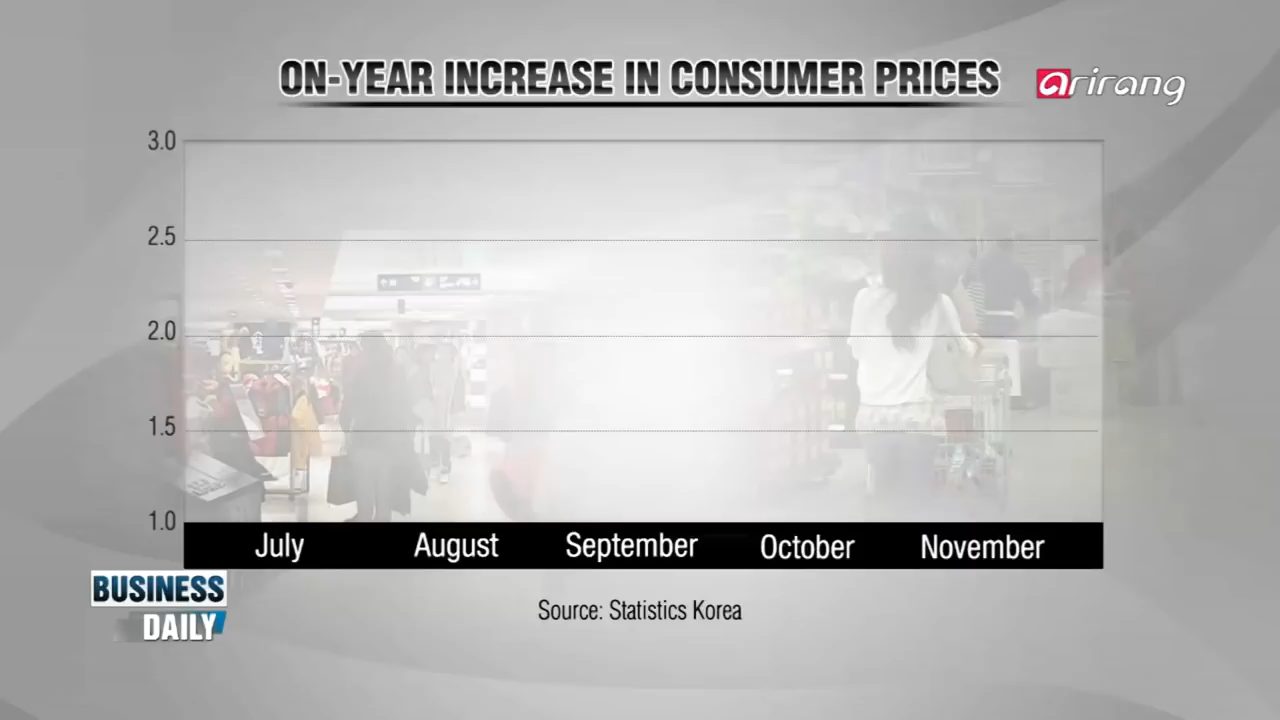 ON-YEAR INCREASE IN CONSUMER PRICES
arirang
3.0
2.5
2.0
1.5
1.0
July August September October November
BUSINESS
DAILY
Source: Statistics Korea